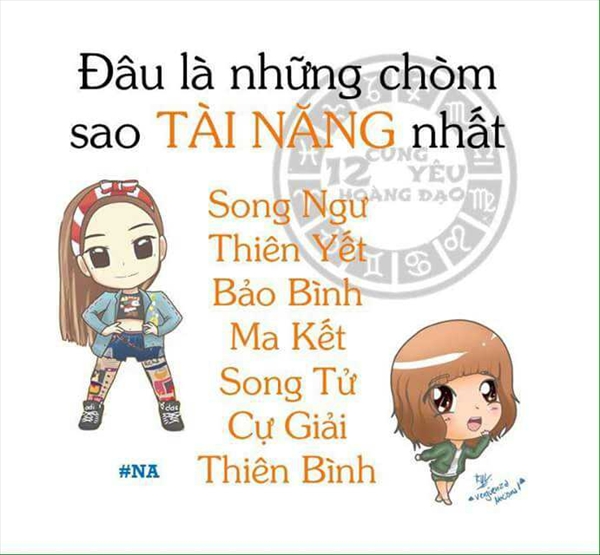 Đâu là những chòm
sao TÀI NĂNG nhất
12 CUNG
YÊU
HOÀNG ĐẠO
Song Ngư
Thiên Yết
Bảo Bình
Ma Kết
Song Tử
Cự Giải
Thiên Bình
#NA